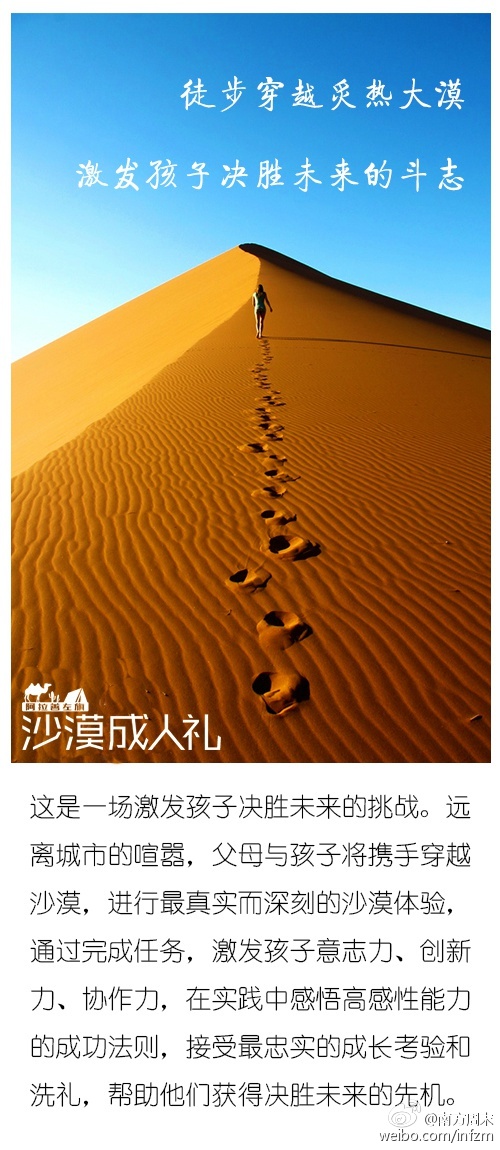 徒步穿越炙热大漠
激发孩子决胜未来的斗志
阿拉善左旗
沙漠成人礼
这是一场激发孩子决胜未来的挑战。远
离城市的喧嚣，父母与孩子将携手穿越
沙漠，进行最真实而深刻的沙漠体验，
通过完成任务，激发孩子意志力、创新
力、协作力，在实践中感悟高感性能力
的成功法则，接受最忠实的成长考验和
洗礼，帮助他们获得决胜未来的先机。
@南方周末
weibo.com/infzm